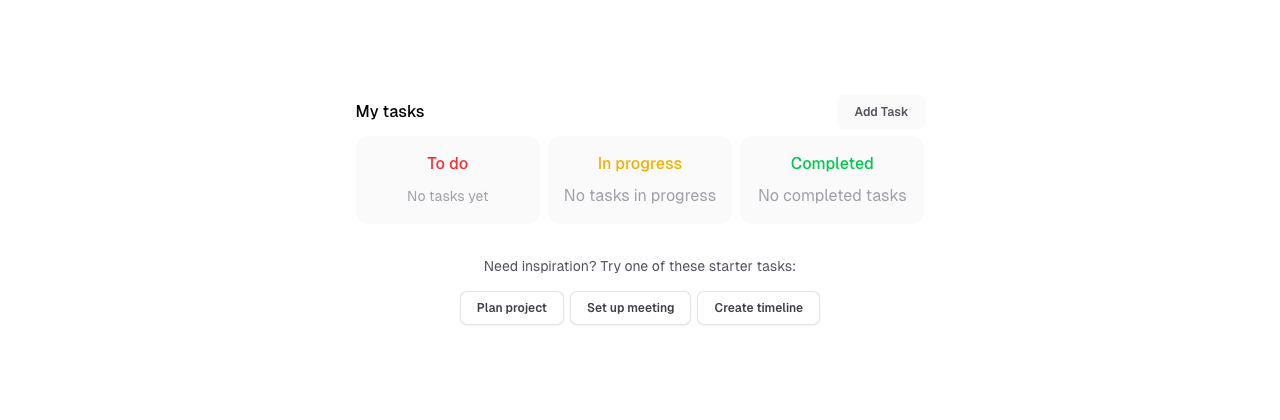 My tasks
Add Task
To do
In progress
Completed
No tasks yet
No tasks in progress
No completed tasks
Need inspiration? Try one of these starter tasks:
Plan project
Set up meeting
Create timeline